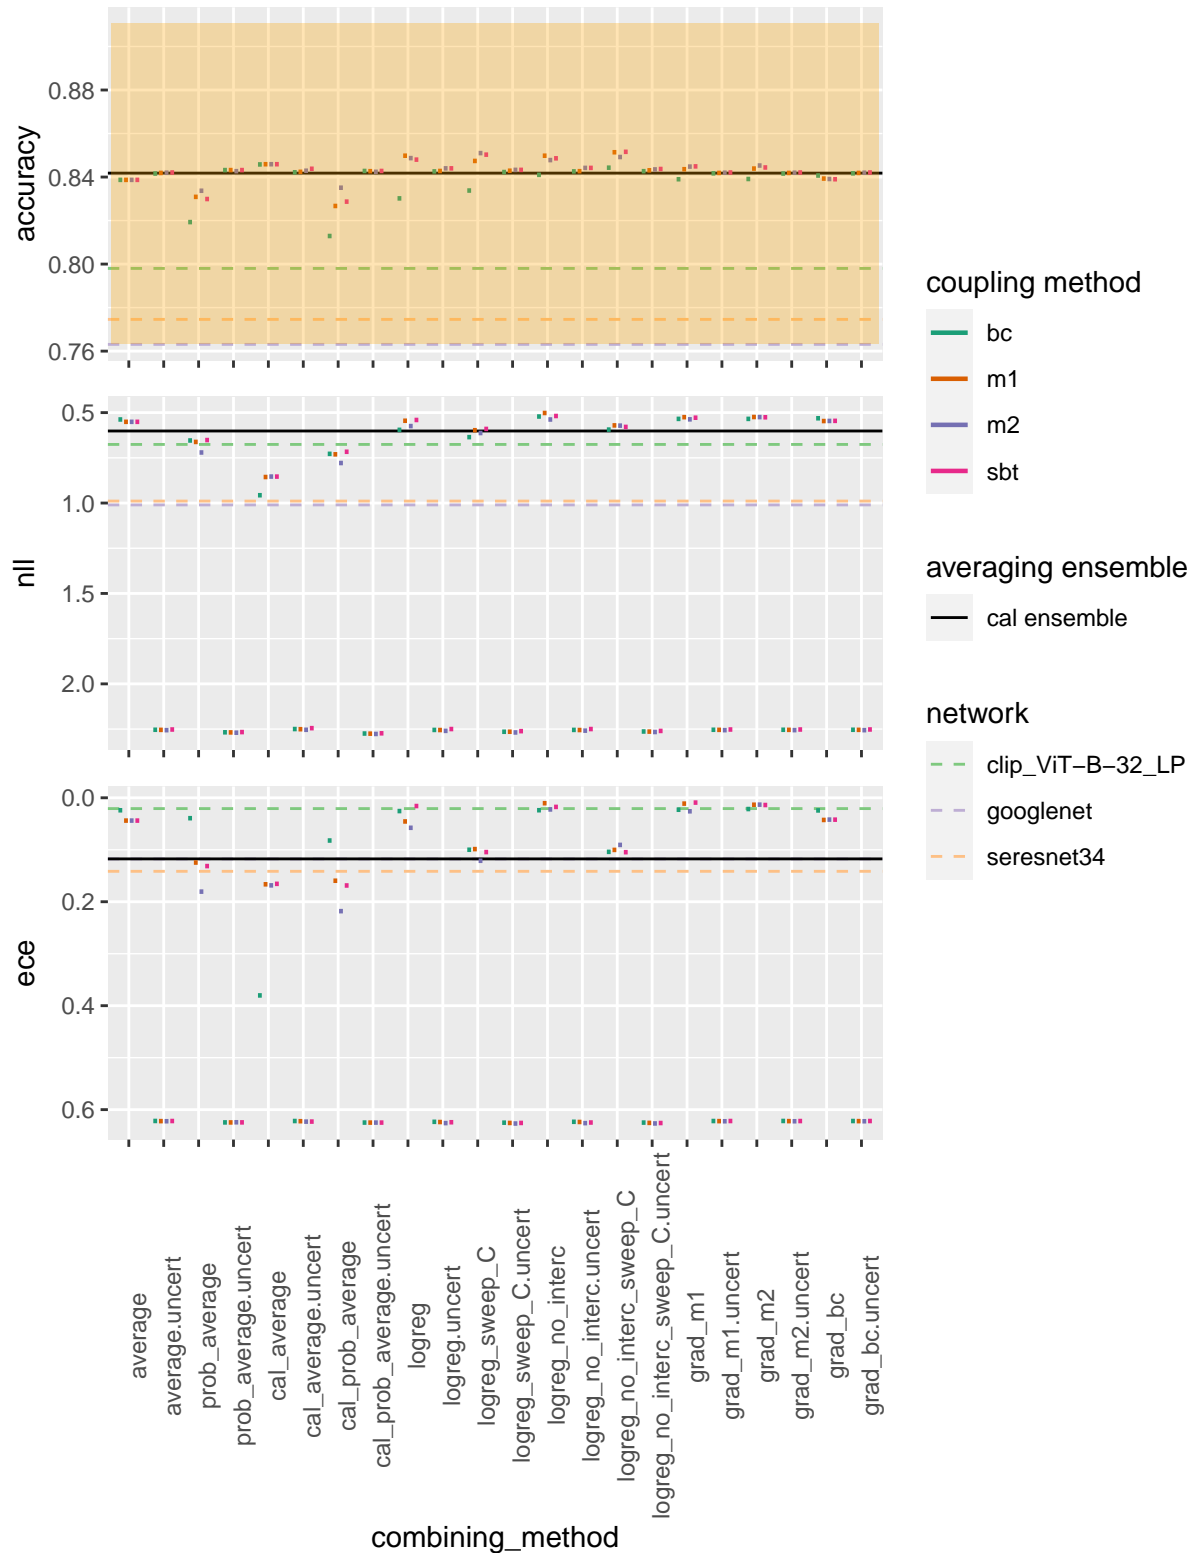 accuracy
0.88
0.84
0.80
0.76
nll
0.5
1.0
1.5
2.0
ece
0.0
0.2
0.4
0.6
average
average.uncert
prob_average
prob_average.uncert
cal_average
cal_average.uncert
cal_prob_average
cal_prob_average.uncert
logreg
logreg.uncert
logreg_sweep_C
logreg_sweep_C.uncert
logreg_no_interc
logreg_no_interc.uncert
logreg_no_interc_sweep_C
logreg_no_interc_sweep_C.uncert
grad_m1
grad_m1.uncert
grad_m2
grad_m2.uncert
grad_bc
grad_bc.uncert
combining_method
coupling method
bc
m1
m2
sbt
averaging ensemble
cal ensemble
network
clip_ViT−B−32_LP
googlenet
seresnet34